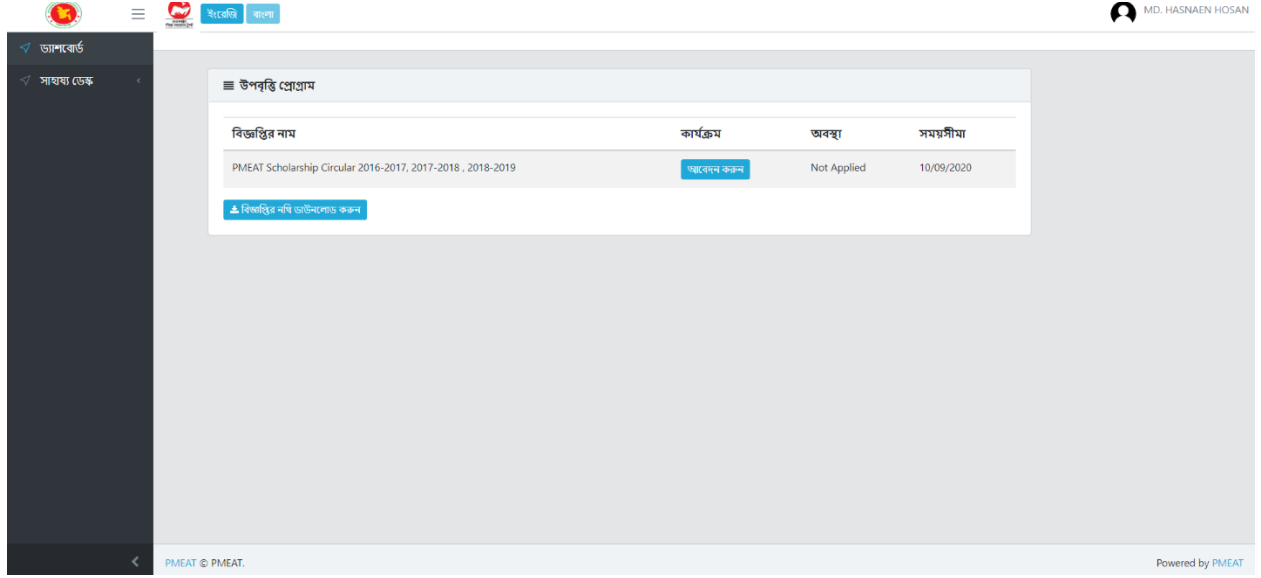 ইংরেজি বাংলা
MD. HASNAEN HOSAN
ড্যাশবোর্ড
সাহায্য ডেস্ক
উপবৃত্তি প্রোগ্রাম
বিজ্ঞপ্তির নাম কার্যক্রম অবস্থা সময়সীমা
PMEAT Scholarship Circular 2016-2017, 2017-2018 , 2018-2019 আবেদন করুন Not Applied 10/09/2020
বিজ্ঞপ্তির নথি ডাউনলোড করুন
PMEAT © PMEAT. Powered by PMEAT